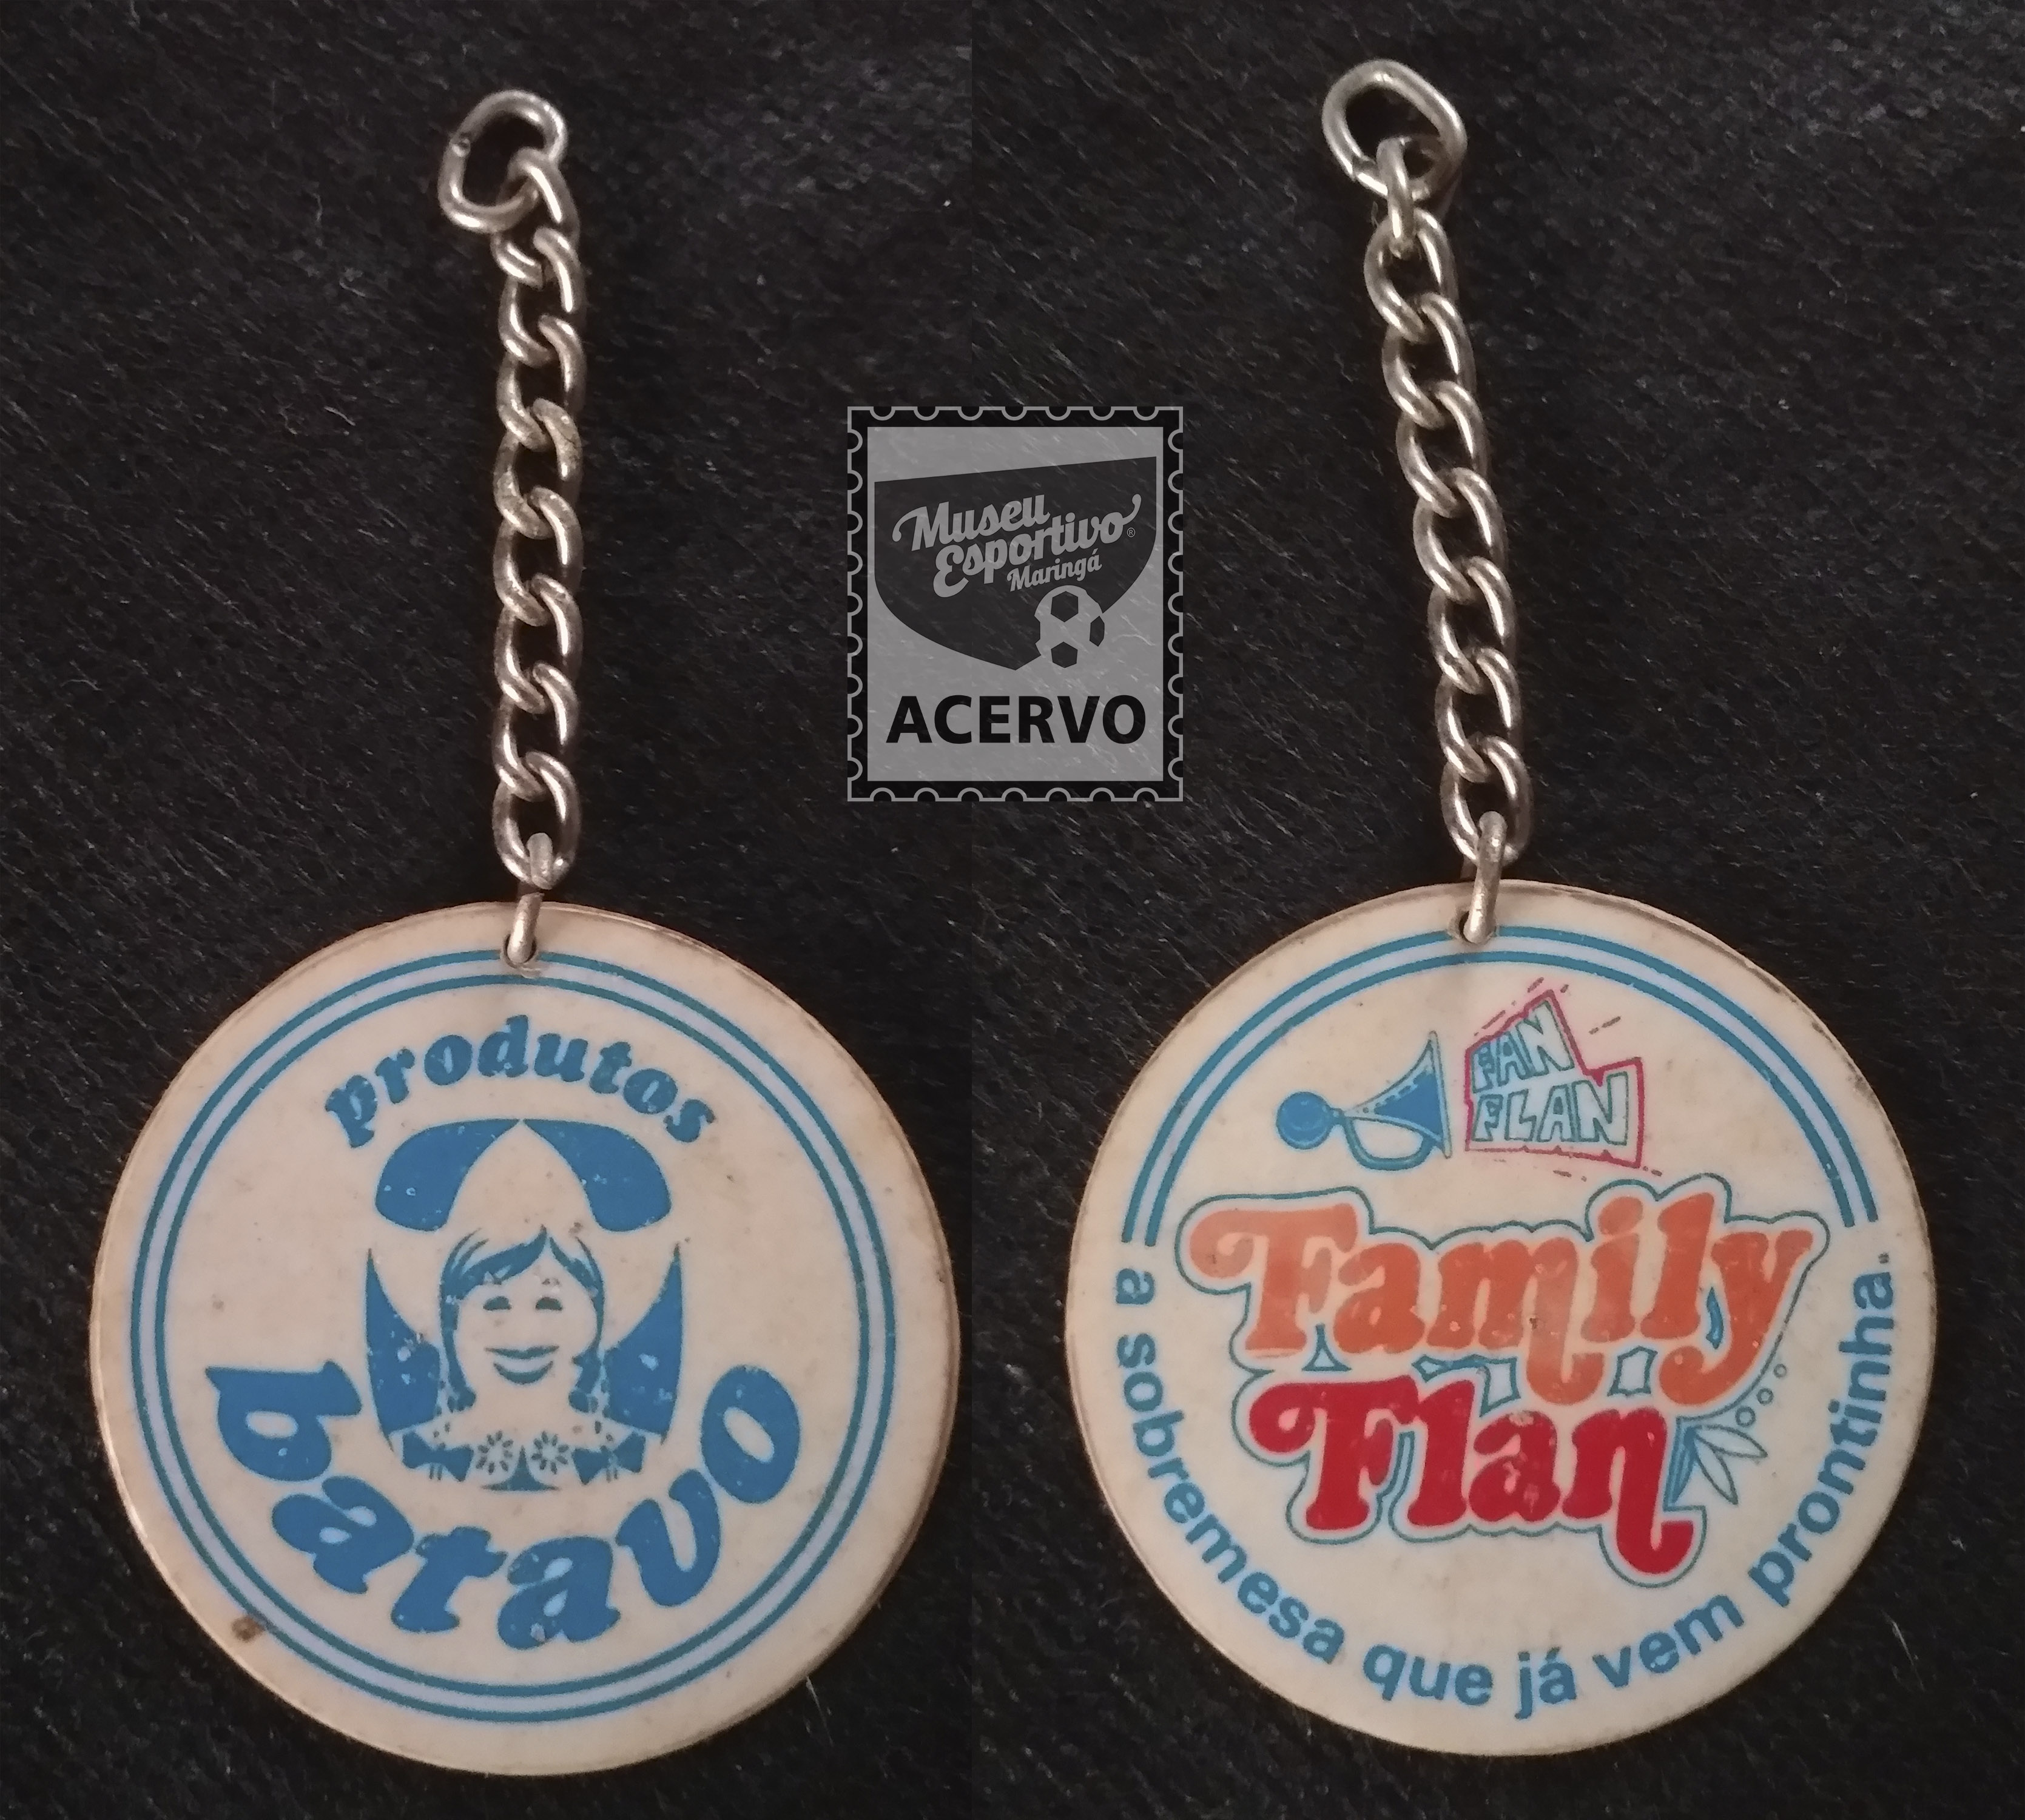 produtos
batavo
Museu
Esportivo®
Maringá
ACERVO
FAN
FLAN
Family
Flan
a sobremesa que já vem prontinha.